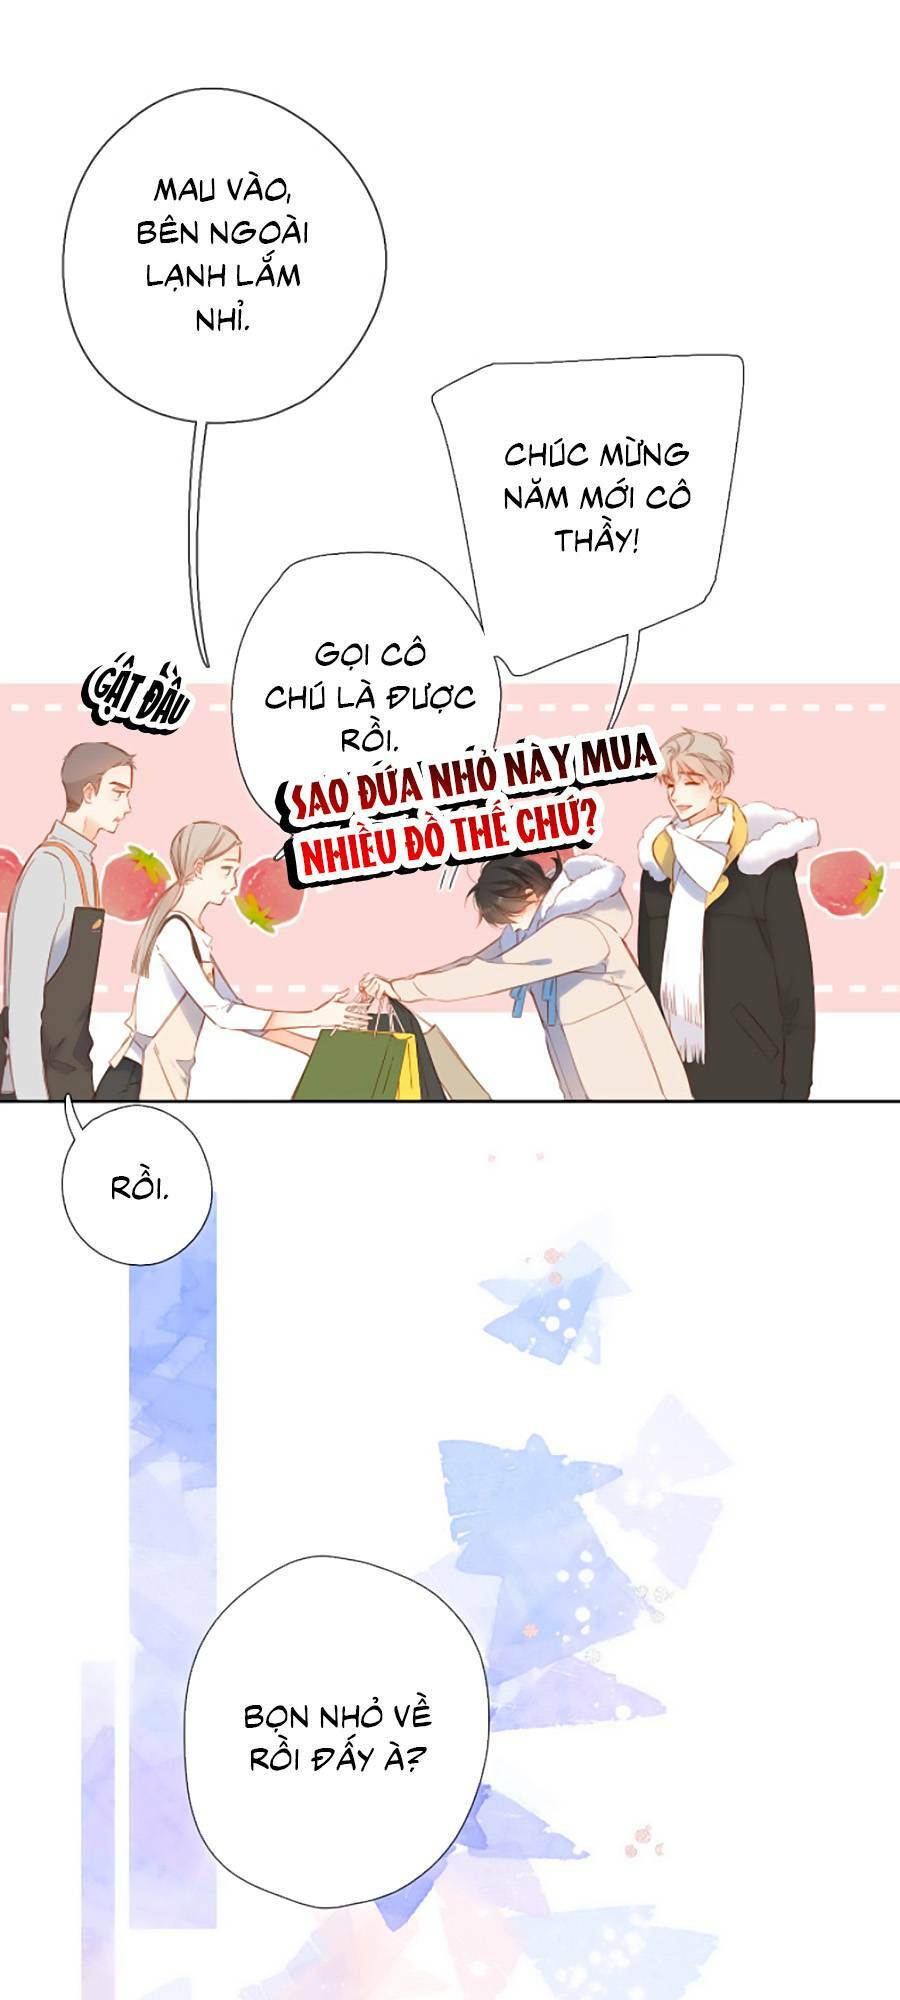 MAU VÀO,
BÊN NGOÀI
LẠNH LẮM
NHỈ.
CHÚC MỪNG
NĂM MỚI CÔ
THẦY!
GỌI CÔ
CHÚ LÀ ĐƯỢC
RỒI.
GẬT ĐẦU
SAO ĐỨA NHỎ NÀY MUA
NHIỀU ĐỒ THẾ CHỨ?
RỒI.
BỌN NHỎ VỀ
RỒI ĐẤY À?